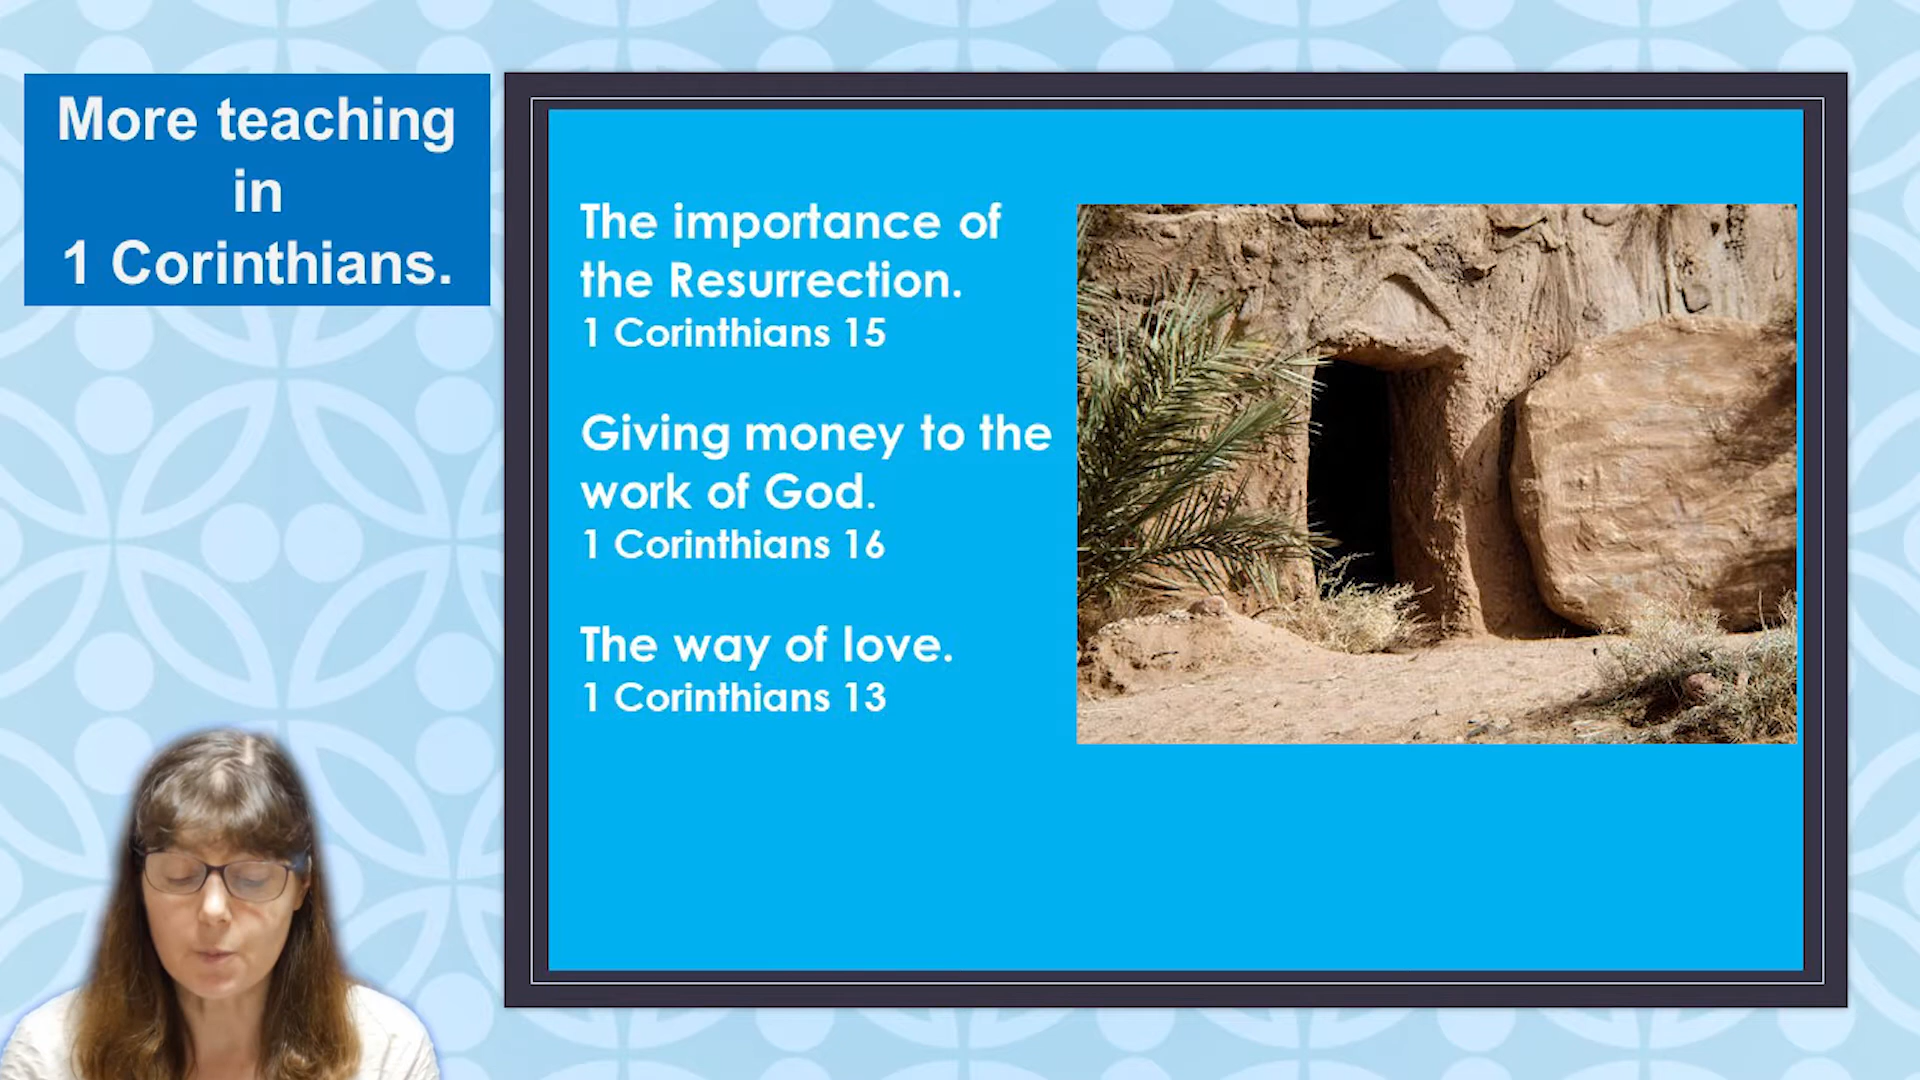 More teaching
in
1 Corinthians.
The importance of
the Resurrection.
1 Corinthians 15
Giving money to the
work of God.
1 Corinthians 16
The way of love.
1 Corinthians 13